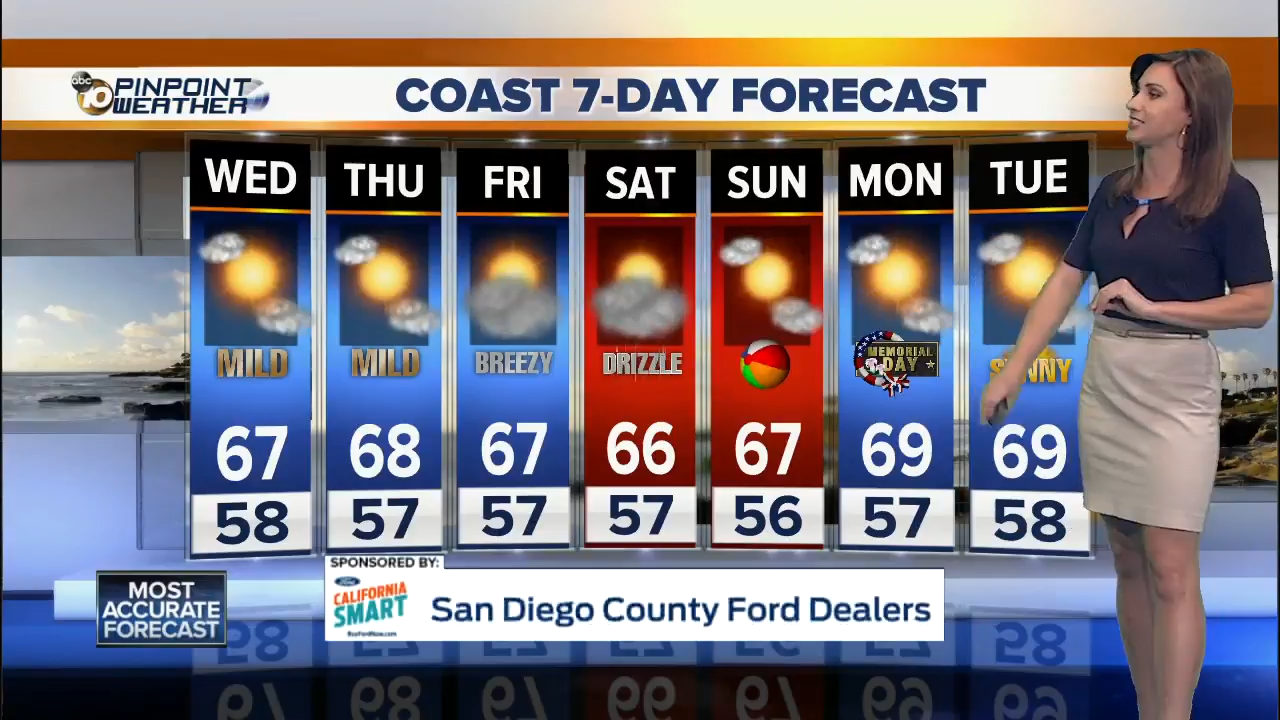 abc
10
PINPOINT
WEATHER
COAST 7-DAY FORECAST
WED THU FRI SAT SUN MON TUE
MILD MILD BREEZY DRIZZLE MEMORIAL DAY SUNNY
67 68 67 66 67 69 69
58 57 57 57 56 57 58
MOST
ACCURATE
FORECAST
SPONSORED BY:
Ford
CALIFORNIA
SMART
San Diego County Ford Dealers